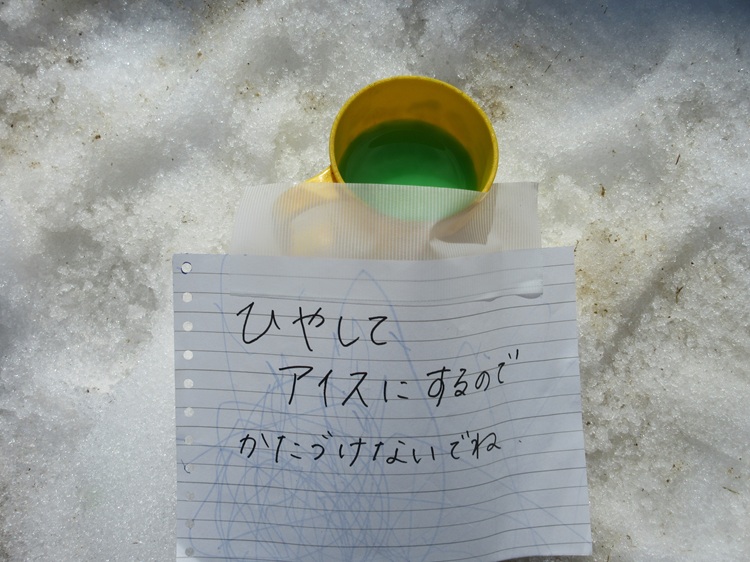 ひやして
アイスにするので
かたづけないでね